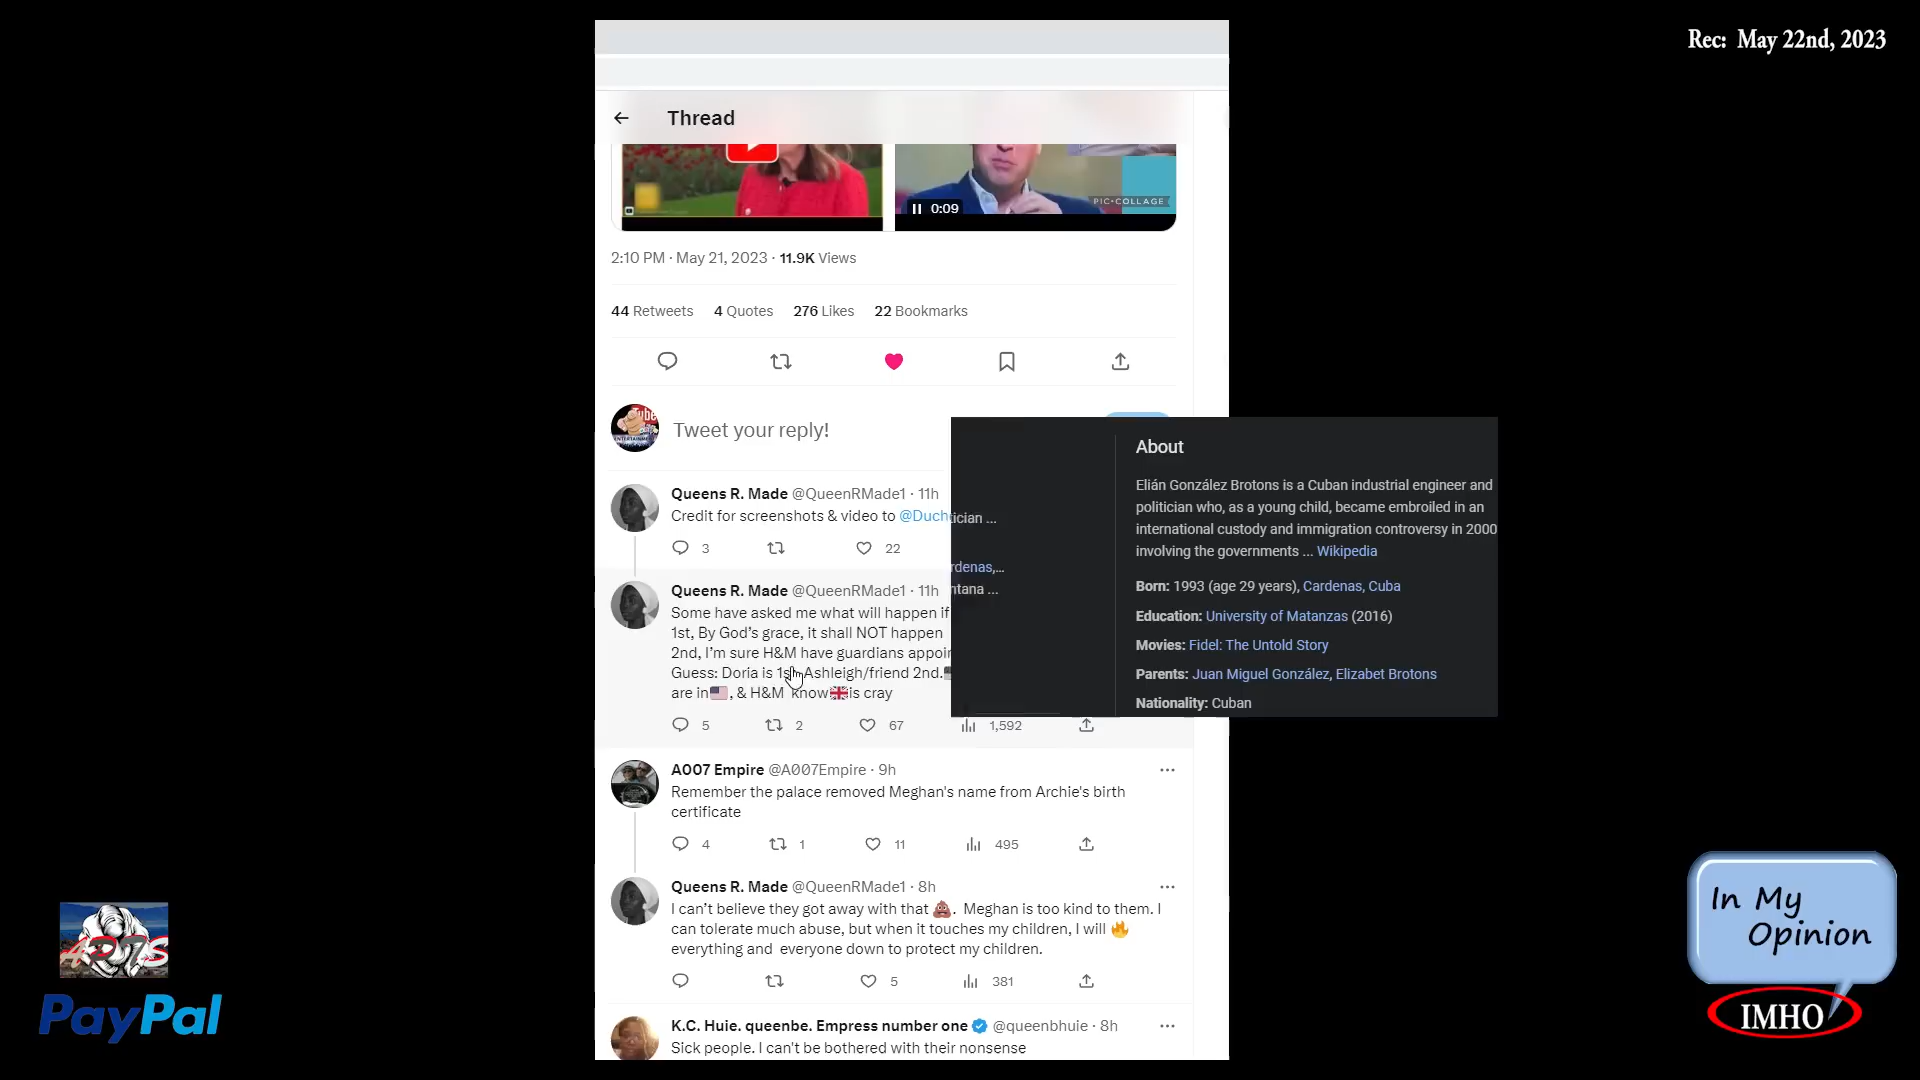 Rec: May 22nd, 2023
Thread
0:09
PIC•COLLAGE
2:10 PM · May 21, 2023 · 11.9K Views
44 Retweets 4 Quotes 276 Likes 22 Bookmarks
Tweet your reply!
Queens R. Made @QueenRMade1 · 11h
Credit for screenshots & video to @Duch
3 22
Queens R. Made @QueenRMade1 · 11h
Some have asked me what will happen if
1st, By God's grace, it shall NOT happen
2nd, I'm sure H&M have guardians appoin
Guess: Doria is 1st, Ashleigh/friend 2nd.
are in🇺🇸, & H&M know🇬🇧is cray
5 2 67 1,592
About
Elián González Brotons is a Cuban industrial engineer and
politician who, as a young child, became embroiled in an
international custody and immigration controversy in 2000
involving the governments ... Wikipedia
Born: 1993 (age 29 years), Cardenas, Cuba
Education: University of Matanzas (2016)
Movies: Fidel: The Untold Story
Parents: Juan Miguel González, Elizabet Brotons
Nationality: Cuban
ician ...
rdenas,...
ntana ...
A007 Empire @A007Empire · 9h
Remember the palace removed Meghan's name from Archie's birth
certificate
4 1 11 495
Queens R. Made @QueenRMade1 · 8h
I can't believe they got away with that 💩. Meghan is too kind to them. I
can tolerate much abuse, but when it touches my children, I will 🔥
everything and everyone down to protect my children.
5 381
K.C. Huie. queenbe. Empress number one @queenbhuie · 8h
Sick people. I can't be bothered with their nonsense
PayPal
In My
Opinion
IMHO